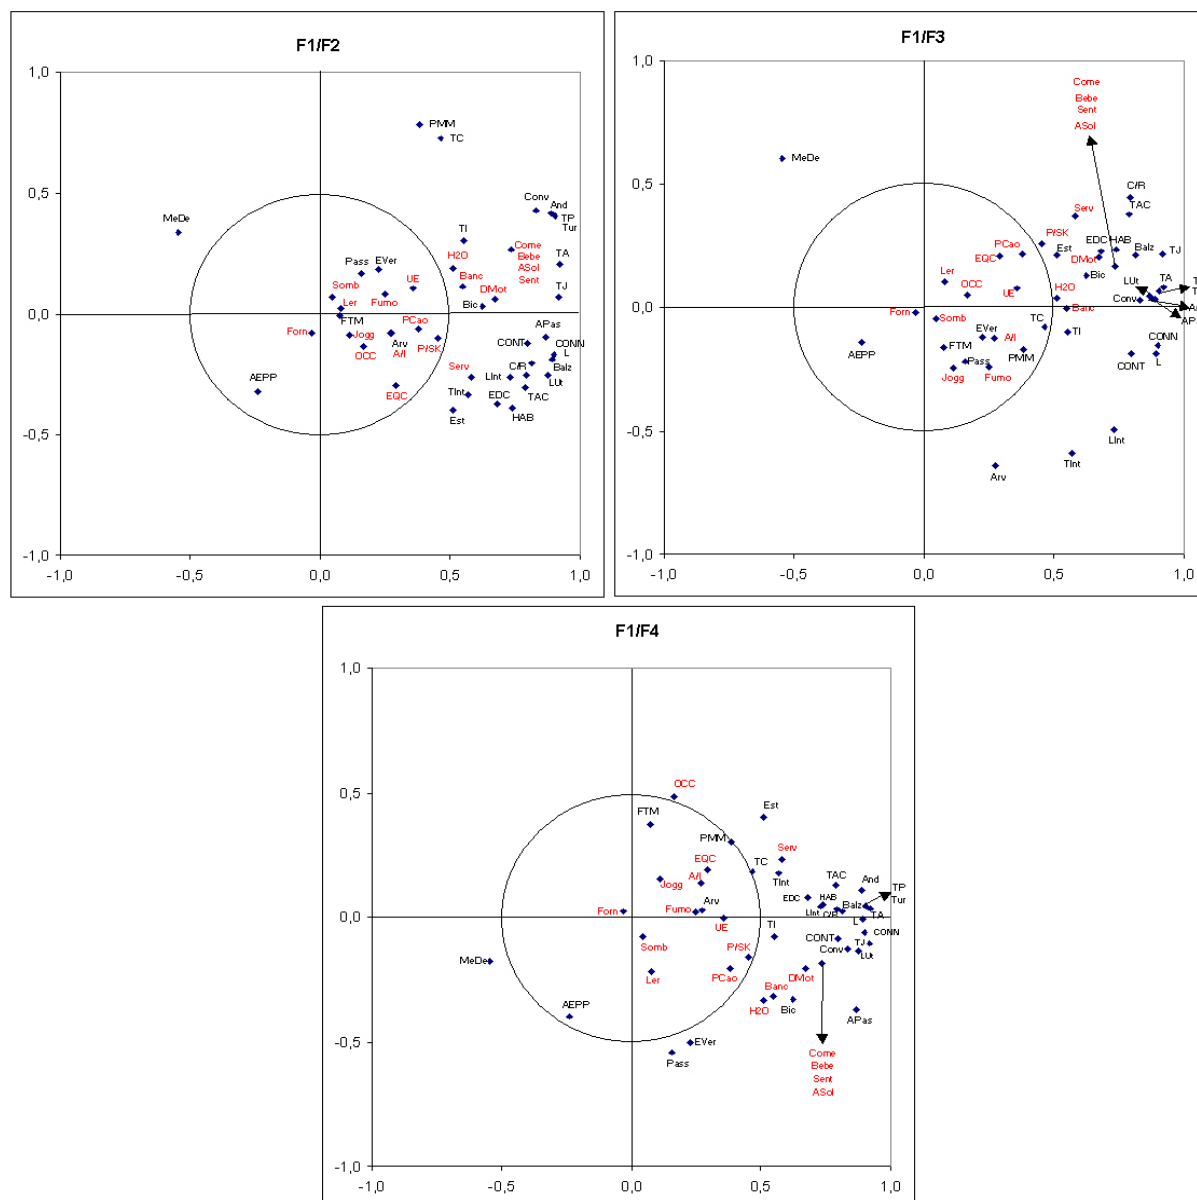 F1/F2
1,0
PMM
TC
0,5
Conv
And
TP
Tur
MeDe
TI
Come
Bebe
ASol
Sent
H2O
TA
Pass
EVer
UE
Banc
Somb
DMot
TJ
Ler
Fumo
Bic
0,0
FTM
PCao
Forn
Jogg
Arv
P/SK
APas
OCC
A/I
CONT
CONN
L
Serv
C/R
Balz
AEPP
LInt
LUt
EQC
TInt
EDC
TAC
Est
HAB
-0,5
-1,0
-1,0
-0,5
0,0
0,5
1,0
F1/F3
1,0
Come
Bebe
Sent
ASol
MeDe
0,5
C/R
Serv
TAC
P/SK
PCao
Est
EDC
HAB
Balz
TJ
EQC
DMot
Ler
Bic
LUt
TA
OCC
UE
H2O
Conv
0,0
Forn
Somb
Banc
TC
TI
AEPP
EVer
A/I
CONN
FTM
Pass
PMM
CONT
L
Jogg
Fumo
-0,5
LInt
Arv
TInt
-1,0
-1,0
-0,5
0,0
0,5
1,0
F1/F4
1,0
OCC
0,5
Est
FTM
PMM
EQC
TC
Serv
A/I
TInt
TAC
And
TP
Tur
Jogg
EDC
HAB
Forn
Fumo
Arv
LInt
C/R
Balz
TA
0,0
UE
TI
L
CONN
Somb
P/SK
CONT
TJ
Conv
LUt
MeDe
Ler
PCao
DMot
Banc
AEPP
H2O
Bic
APas
-0,5
EVer
Pass
Come
Bebe
Sent
ASol
-1,0
-1,0
-0,5
0,0
0,5
1,0